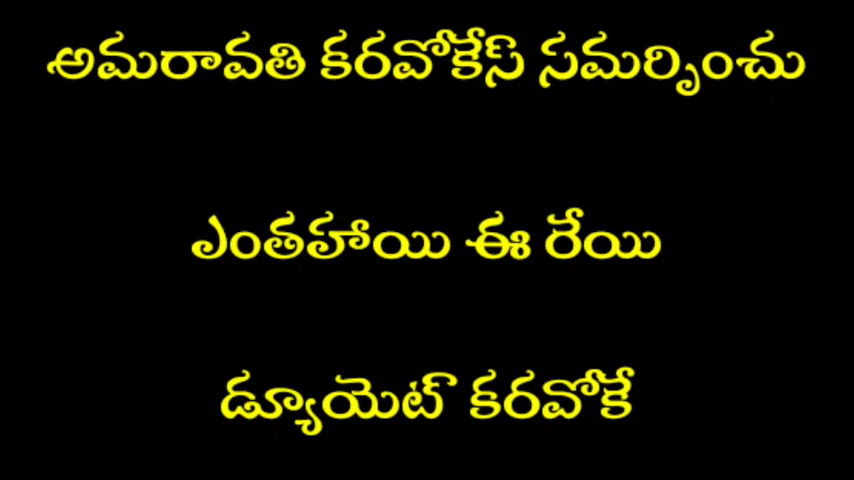 అమరావతి కరవోకేస్ సమర్పించు
ఎంతహాయి ఈ రేయి
డ్యూయెట్ కరవోకే